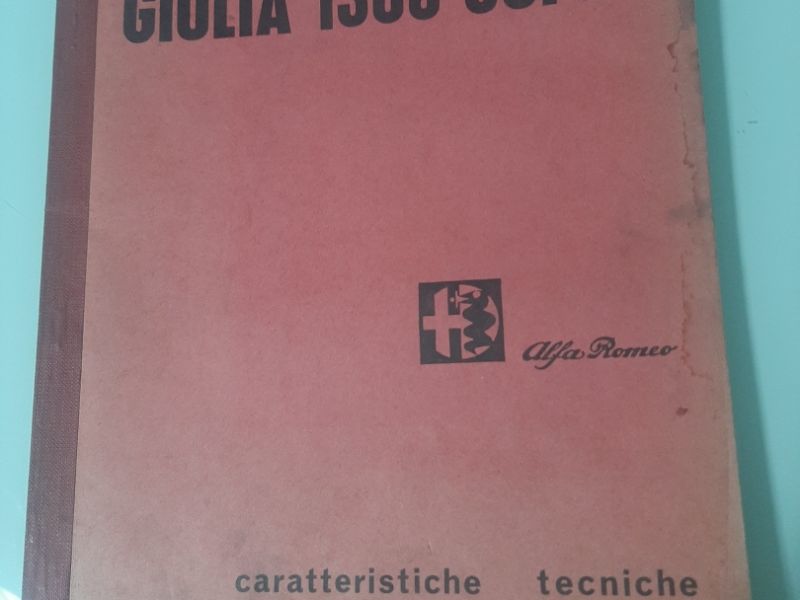 GIULIA
Alfa Romeo
caratteristiche tecniche